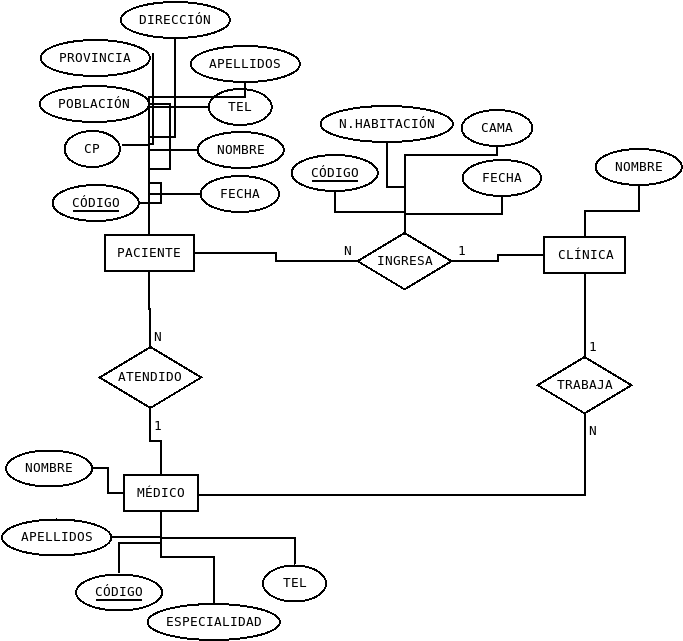 DIRECCIÓN
PROVINCIA
APELLIDOS
POBLACIÓN
TEL
N.HABITACIÓN
CAMA
CP
NOMBRE
CÓDIGO
FECHA
NOMBRE
CÓDIGO
FECHA
PACIENTE
N
INGRESA
1
CLÍNICA
N
1
ATENDIDO
TRABAJA
1
N
NOMBRE
MÉDICO
APELLIDOS
CÓDIGO
TEL
ESPECIALIDAD